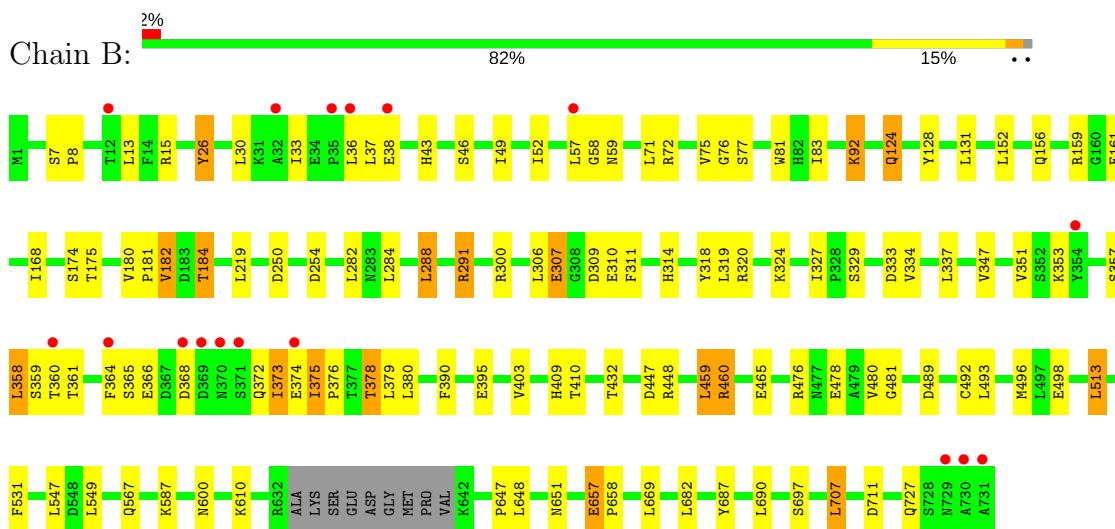 2%
Chain B:
82% 15% • •
M1 S7 P8 T12 L13 F14 R15 Y26 L30 K31 A32 I33 E34 P35 L36 L37 E38 H43 S46 I49 I52 L57 G58 N59 L71 R72 V75 G76 S77 W81 H82 I83 K92 Q124 Y128 L131 L152 Q156 R159 G160
I168 S174 T175 V180 P181 V182 D183 T184 L219 D250 D254 L282 N283 L284 L288 R291 R300 L306 E307 G308 D309 E310 F311 H314 Y318 L319 R320 K324 I327 P328 S329 D333 V334 L337 V347 V351 S352 K353 Y354 S357
L358 S359 T360 T361 F364 S365 E366 D367 D368 D369 N370 S371 Q372 I373 E374 I375 P376 T377 T378 L379 L380 F390 E395 V403 H409 T410 T432 D447 R448 L459 R460 E465 R476 N477 E478 A479 V480 G481 D489 C492 L493 M496 L497 E498 L513
F531 L547 D548 L549 Q567 K587 N600 K610 R632 ALA LYS SER GLU ASP GLY MET PRO VAL K642 P647 L648 N651 E657 P658 L669 L682 Y687 L690 S697 L707 D711 Q727 S728 N729 A730 A731